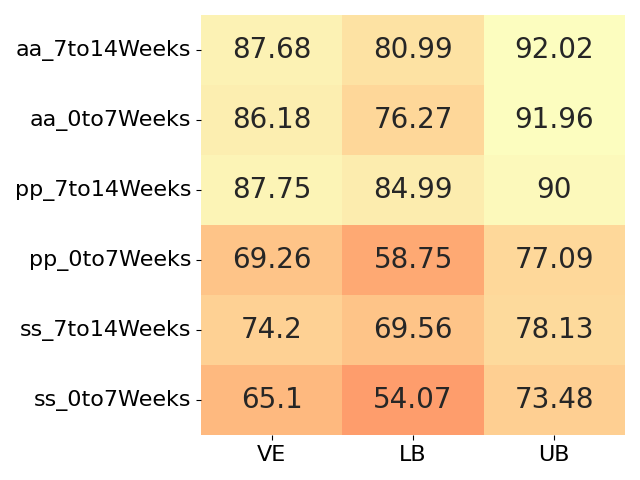 aa_7to14Weeks 87.68 80.99 92.02
aa_0to7Weeks 86.18 76.27 91.96
pp_7to14Weeks 87.75 84.99 90
pp_0to7Weeks 69.26 58.75 77.09
ss_7to14Weeks 74.2 69.56 78.13
ss_0to7Weeks 65.1 54.07 73.48
VE LB UB